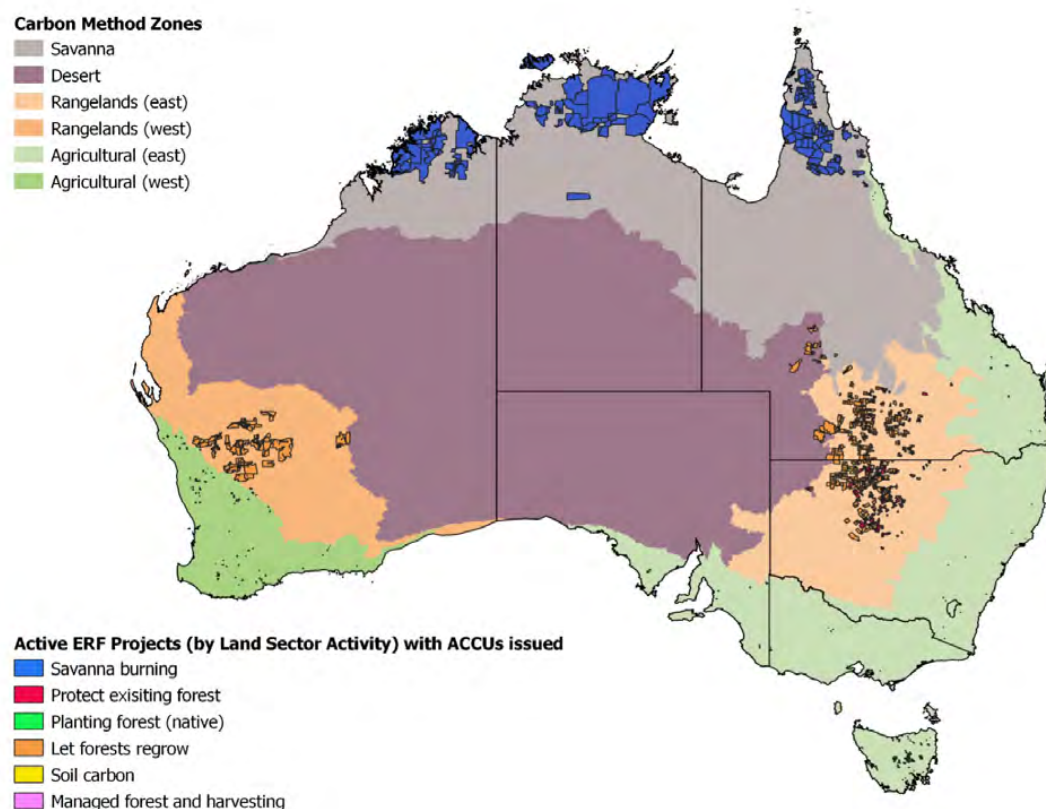 Carbon Method Zones
Savanna
Desert
Rangelands (east)
Rangelands (west)
Agricultural (east)
Agricultural (west)
Active ERF Projects (by Land Sector Activity) with ACCUs issued
Savanna burning
Protect exisiting forest
Planting forest (native)
Let forests regrow
Soil carbon
Managed forest and harvesting